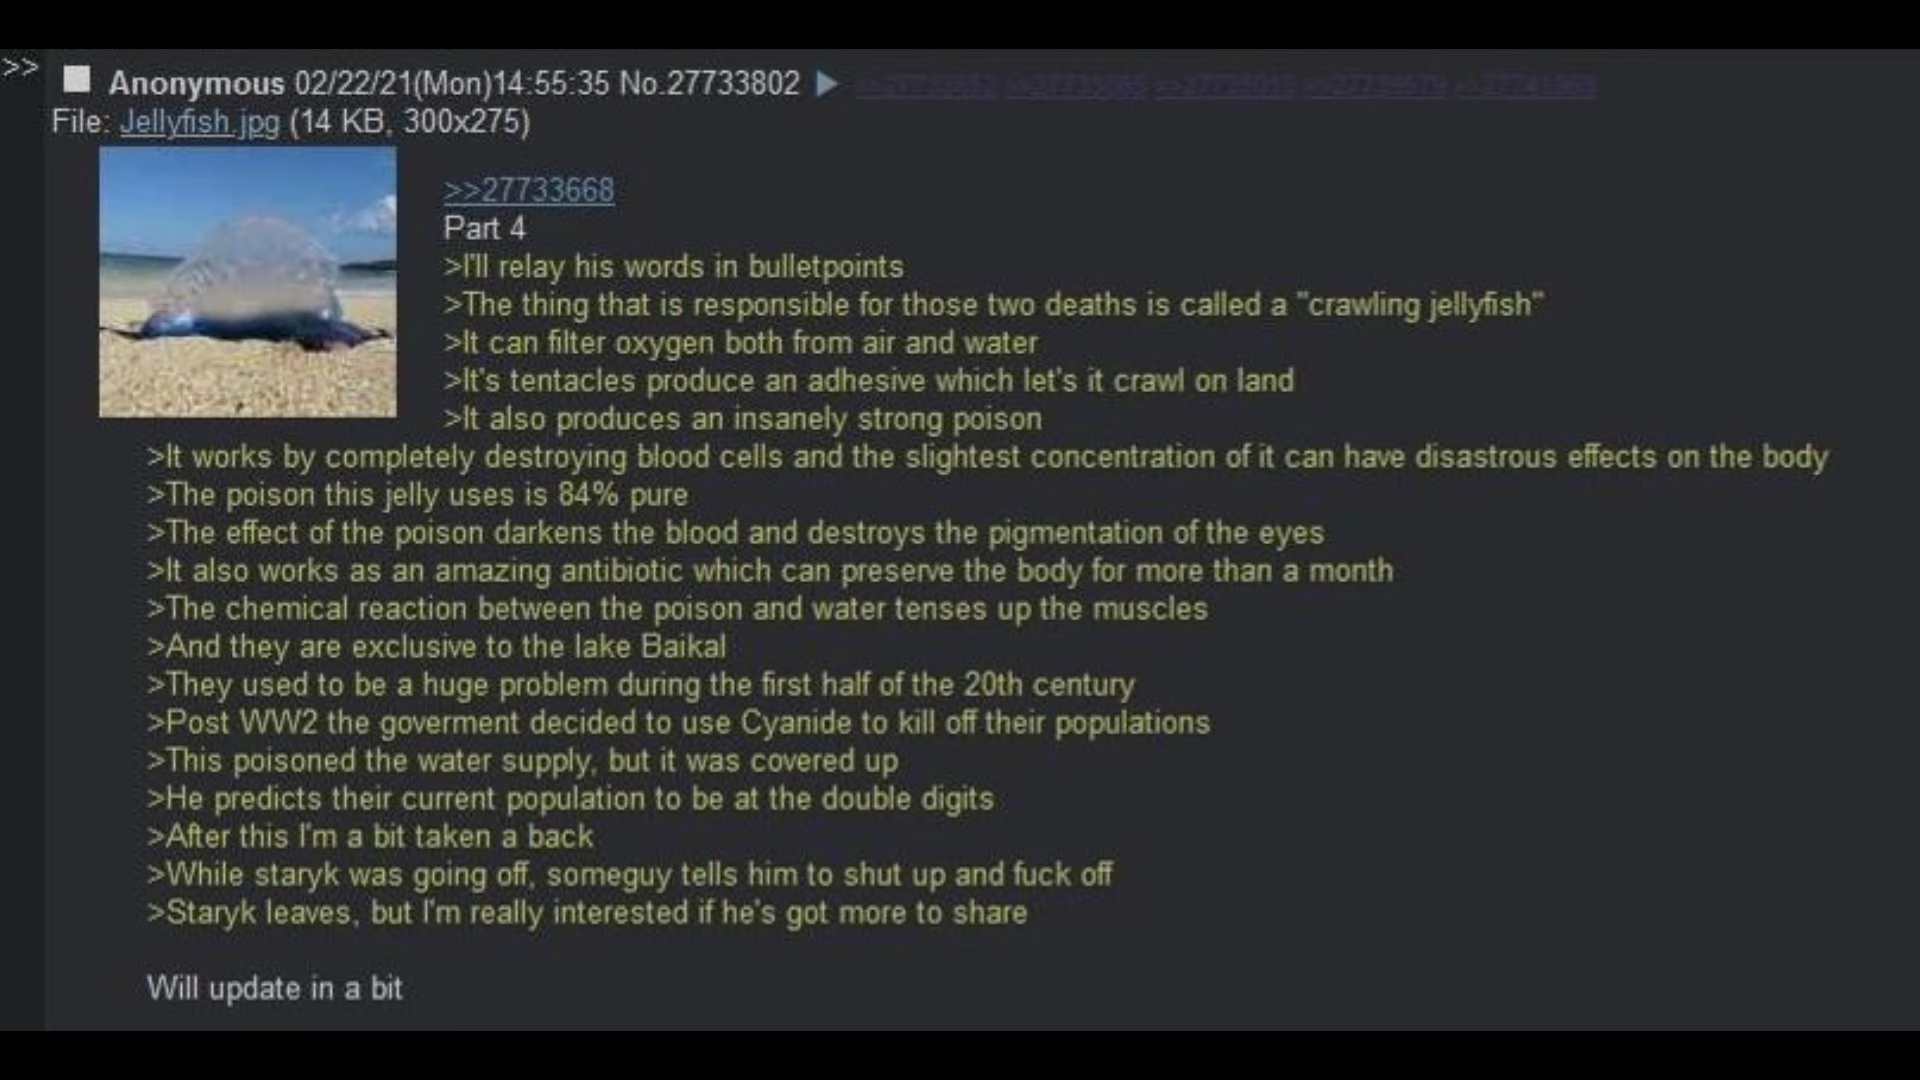 >>
Anonymous 02/22/21(Mon)14:55:35 No.27733802
File: Jellyfish.jpg (14 KB, 300x275)
>>27733668
Part 4
>I'll relay his words in bulletpoints
>The thing that is responsible for those two deaths is called a "crawling jellyfish"
>It can filter oxygen both from air and water
>It's tentacles produce an adhesive which let's it crawl on land
>It also produces an insanely strong poison
>It works by completely destroying blood cells and the slightest concentration of it can have disastrous effects on the body
>The poison this jelly uses is 84% pure
>The effect of the poison darkens the blood and destroys the pigmentation of the eyes
>It also works as an amazing antibiotic which can preserve the body for more than a month
>The chemical reaction between the poison and water tenses up the muscles
>And they are exclusive to the lake Baikal
>They used to be a huge problem during the first half of the 20th century
>Post WW2 the goverment decided to use Cyanide to kill off their populations
>This poisoned the water supply, but it was covered up
>He predicts their current population to be at the double digits
>After this I'm a bit taken a back
>While staryk was going off, someguy tells him to shut up and fuck off
>Staryk leaves, but I'm really interested if he's got more to share
Will update in a bit